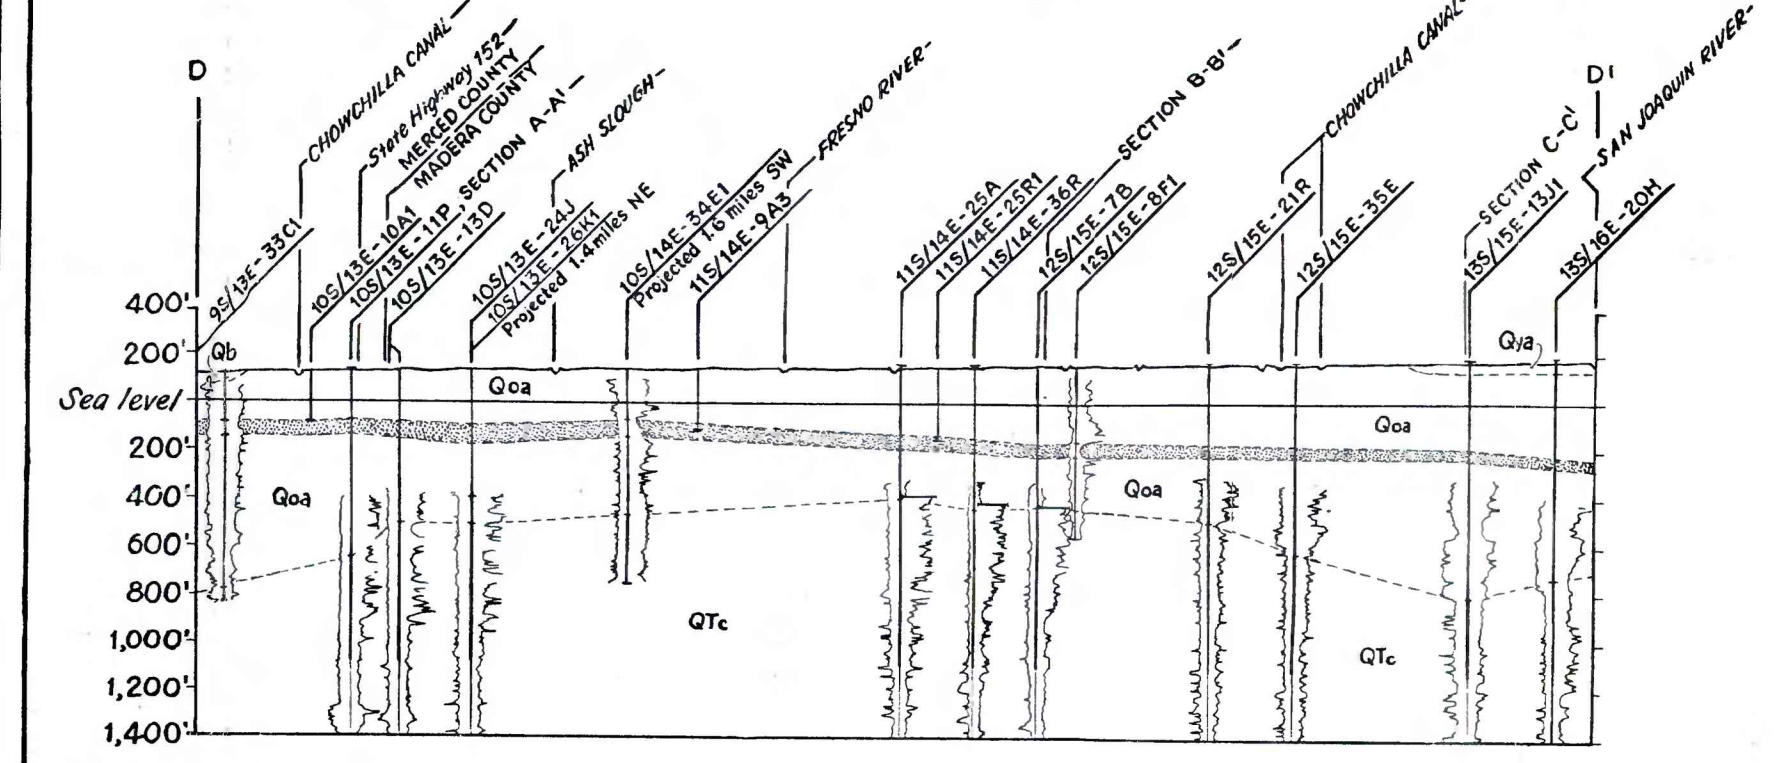 D
CHOWCHILLA CANAL
State Highway 152
MERCED COUNTY
MADERA COUNTY
ASH SLOUGH
FRESNO RIVER
SECTION B-B'
CHOWCHILLA CANAL
SECTION C-C'
D'
SAN JOAQUIN RIVER
9S/13E-33C1
10S/13E-10A1
10S/13E-11P, SECTION A-A'
10S/13E-13D
10S/13E-24J
10S/13E-26K1
Projected 1.4 miles NE
10S/14E-34E1
Projected 1.6 miles SW
11S/14E-9A3
11S/14E-25A
11S/14E-25R1
11S/14E-36R
12S/15E-7B
12S/15E-8F1
12S/15E-21R
12S/15E-35E
13S/15E-13J1
13S/16E-20H
400'
200'
Sea level
200'
400'
600'
800'
1,000'
1,200'
1,400'
Qb
Qoa
Qya
Qoa
Qoa
Qoa
QTc
QTc